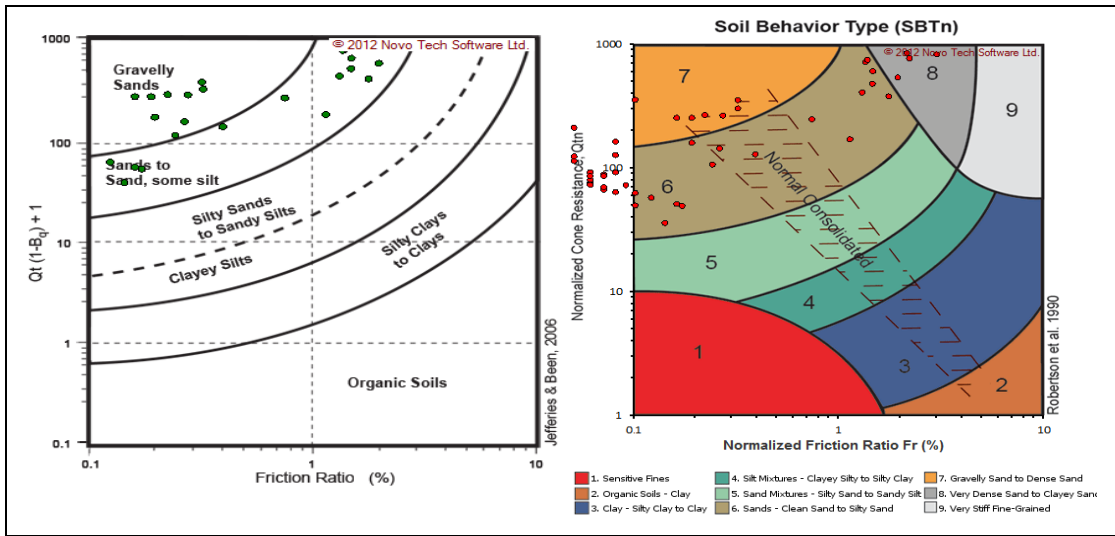 © 2012 Novo Tech Software Ltd.
1000
100
10
1
0.1
Qt (1-Bq) + 1
Gravelly
Sands
Sands to
Sand, some silt
Silty Sands
to Sandy Silts
Clayey Silts
Silty Clays
to Clays
Organic Soils
0.1
1
10
Friction Ratio (%)
Jefferies & Been, 2006
Soil Behavior Type (SBTn)
© 2012 Novo Tech Software Ltd.
1000
100
10
1
Normalized Cone Resistance, Qtn
7
8
9
6
Normal Consolidated
5
4
1
3
2
0.1
1
10
Normalized Friction Ratio Fr (%)
Robertson et al. 1990
1. Sensitive Fines
2. Organic Soils - Clay
3. Clay - Silty Clay to Clay
4. Silt Mixtures - Clayey Silty to Silty Clay
5. Sand Mixtures - Silty Sand to Sandy Silt
6. Sands - Clean Sand to Silty Sand
7. Gravelly Sand to Dense Sand
8. Very Dense Sand to Clayey Sand
9. Very Stiff Fine-Grained